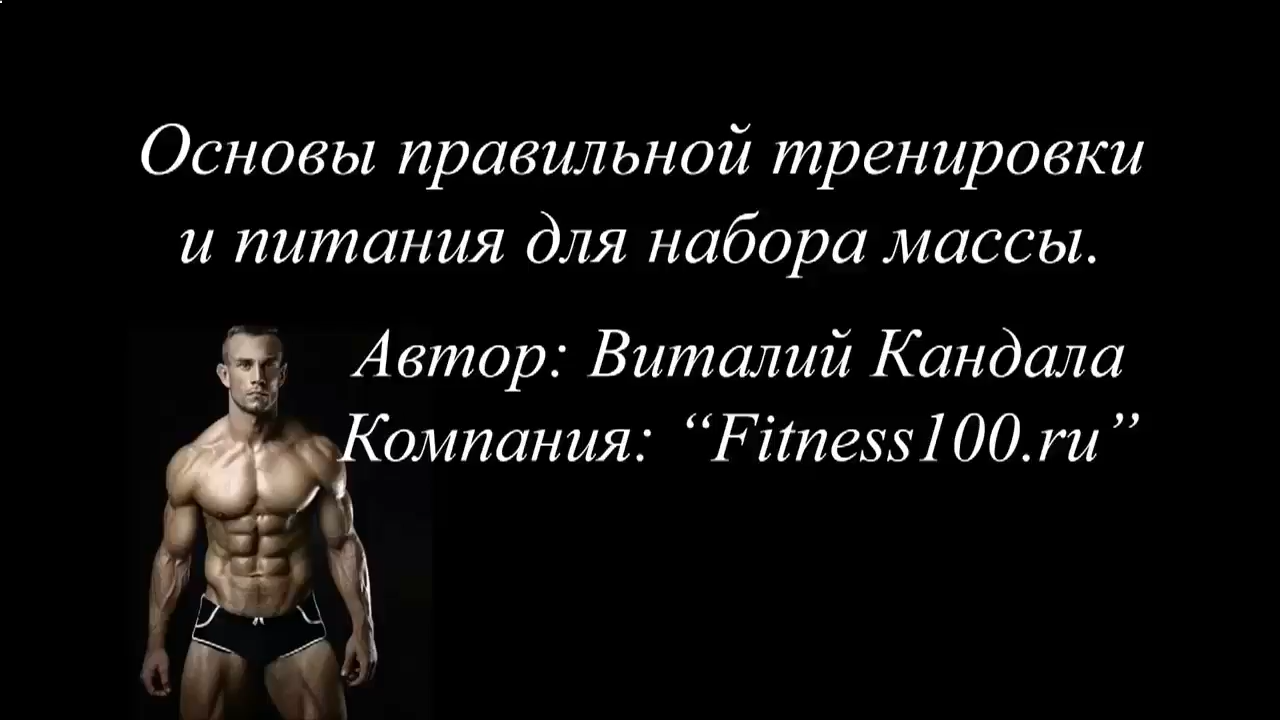 Основы правильной тренировки
и питания для набора массы.
Автор: Виталий Кандала
Компания: “Fitness100.ru”